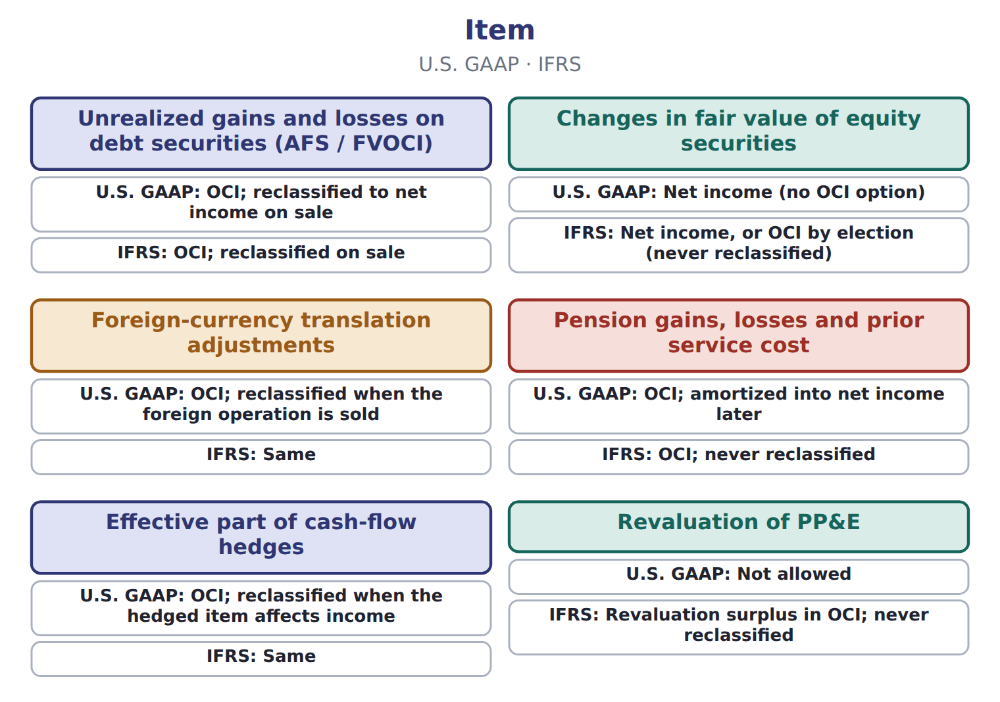 Item
U.S. GAAP · IFRS
Unrealized gains and losses on
debt securities (AFS / FVOCI)
U.S. GAAP: OCI; reclassified to net
income on sale
IFRS: OCI; reclassified on sale
Changes in fair value of equity
securities
U.S. GAAP: Net income (no OCI option)
IFRS: Net income, or OCI by election
(never reclassified)
Foreign-currency translation
adjustments
U.S. GAAP: OCI; reclassified when the
foreign operation is sold
IFRS: Same
Pension gains, losses and prior
service cost
U.S. GAAP: OCI; amortized into net income
later
IFRS: OCI; never reclassified
Effective part of cash-flow
hedges
U.S. GAAP: OCI; reclassified when the
hedged item affects income
IFRS: Same
Revaluation of PP&E
U.S. GAAP: Not allowed
IFRS: Revaluation surplus in OCI; never
reclassified